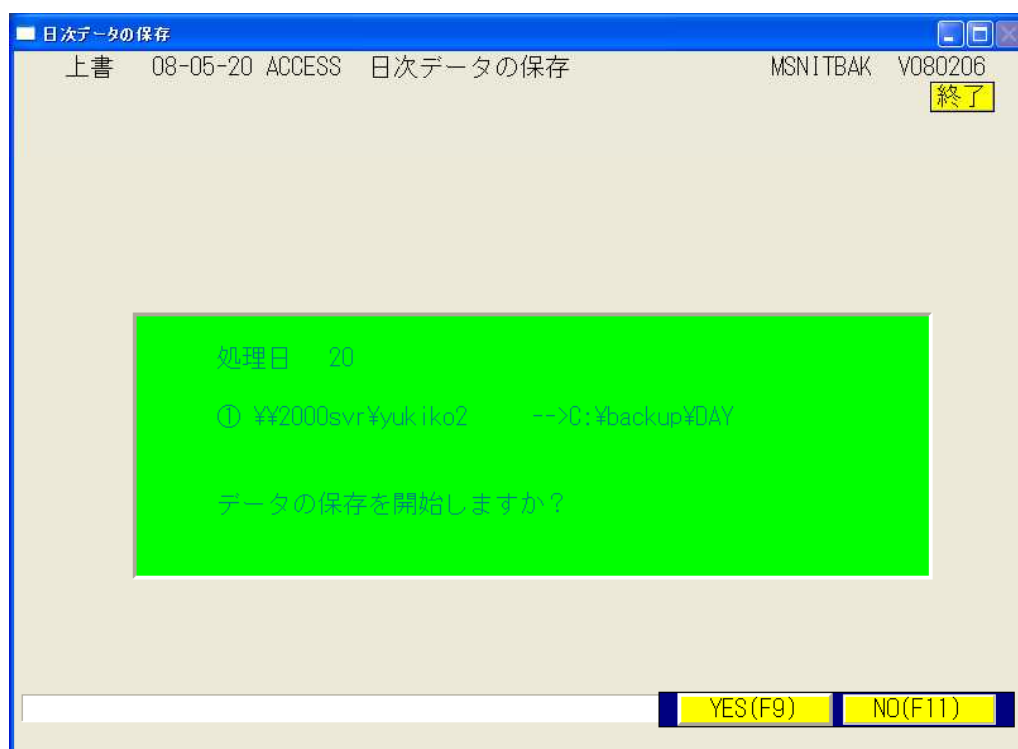 日次データの保存
上書 08-05-20 ACCESS 日次データの保存 MSNITBAK V080206
終了
処理日 20
① ¥¥2000svr¥yukiko2 -->C:¥backup¥DAY
データの保存を開始しますか？
YES(F9) NO(F11)